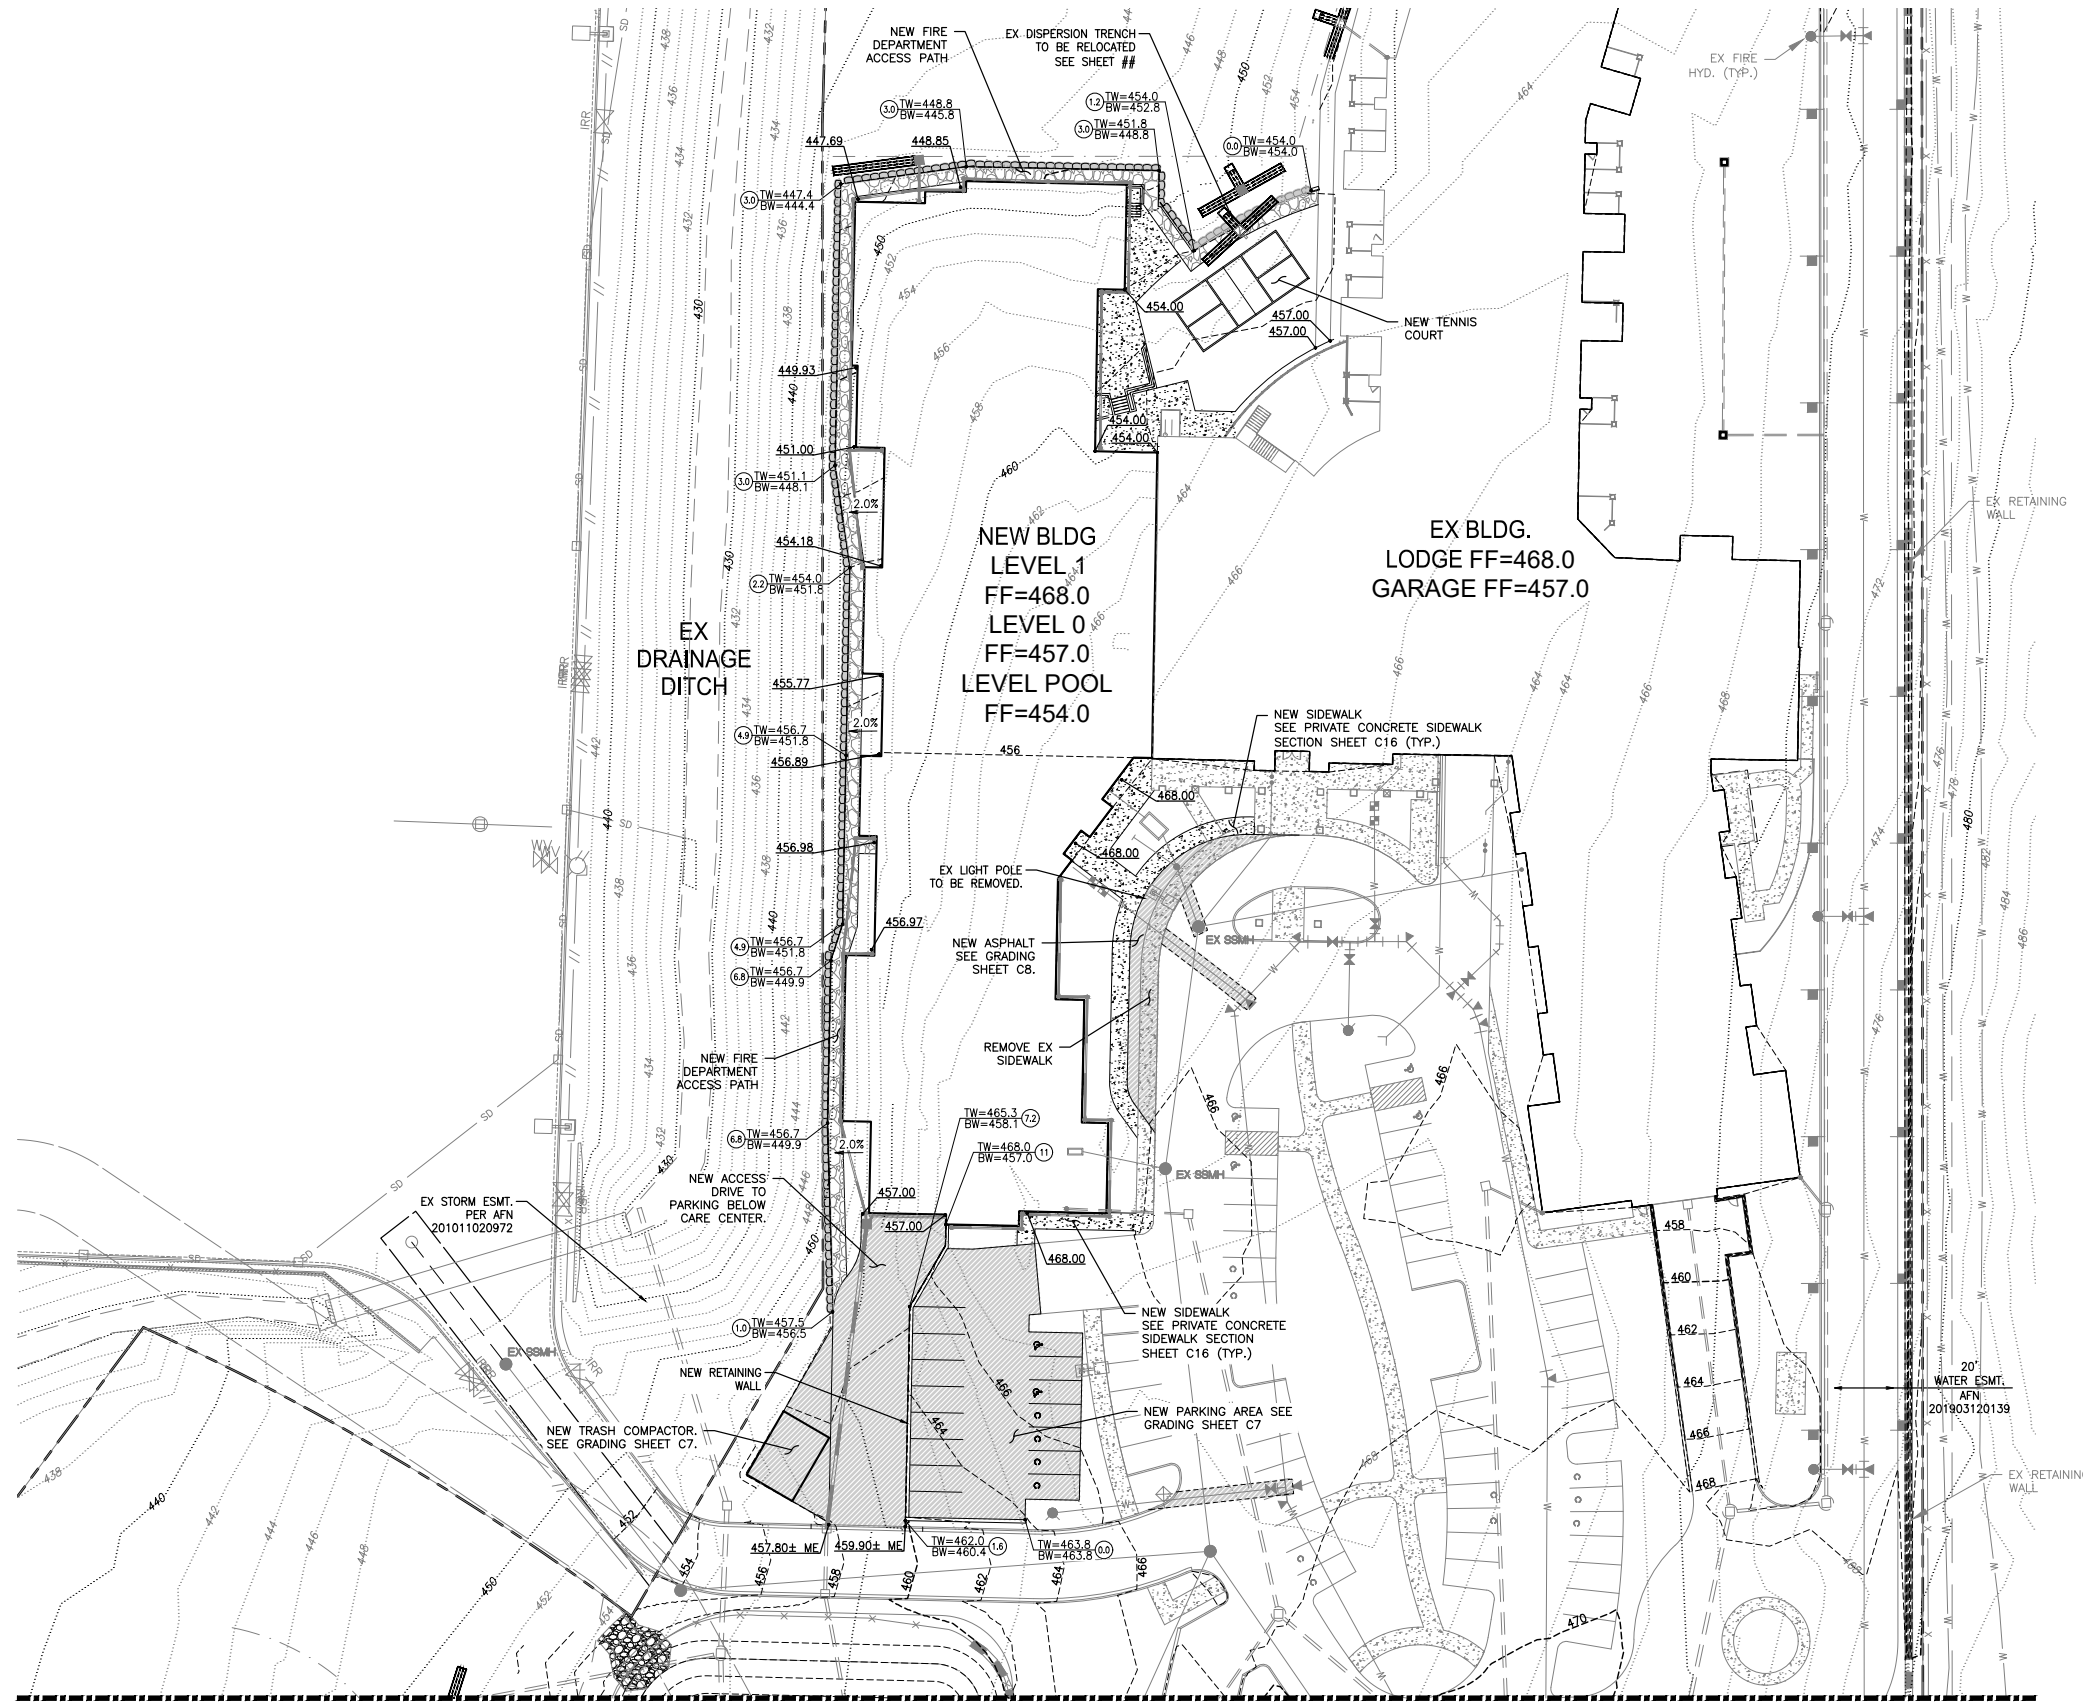 NEW FIRE
DEPARTMENT
ACCESS PATH
EX DISPERSION TRENCH
TO BE RELOCATED
SEE SHEET ##
EX FIRE
HYD. (TYP.)
3.0 TW=448.8
BW=445.8
1.2 TW=454.0
BW=452.8
3.0 TW=451.8
BW=448.8
0.0 TW=454.0
BW=454.0
447.69
448.85
3.0 TW=447.4
BW=444.4
454.00
457.00
457.00
NEW TENNIS
COURT
449.93
454.00
454.00
451.00
3.0 TW=451.1
BW=448.1
2.0%
454.18
2.2 TW=454.0
BW=451.8
NEW BLDG
LEVEL 1
FF=468.0
LEVEL 0
FF=457.0
LEVEL POOL
FF=454.0
EX BLDG.
LODGE FF=468.0
GARAGE FF=457.0
EX RETAINING
WALL
EX
DRAINAGE
DITCH
455.77
2.0%
4.9 TW=456.7
BW=451.8
456.89
456
NEW SIDEWALK
SEE PRIVATE CONCRETE SIDEWALK
SECTION SHEET C16 (TYP.)
468.00
468.00
456.98
EX LIGHT POLE
TO BE REMOVED.
456.97
EX SSMH
4.9 TW=456.7
BW=451.8
6.8 TW=456.7
BW=449.9
NEW ASPHALT
SEE GRADING
SHEET C8.
REMOVE EX
SIDEWALK
NEW FIRE
DEPARTMENT
ACCESS PATH
TW=465.3 7.2
BW=458.1
6.8 TW=456.7
BW=449.9
2.0%
TW=468.0 11
BW=457.0
EX SSMH
NEW ACCESS
DRIVE TO
PARKING BELOW
CARE CENTER.
457.00
457.00
468.00
EX STORM ESMT.
PER AFN
201011020972
1.0 TW=457.5
BW=456.5
NEW SIDEWALK
SEE PRIVATE CONCRETE
SIDEWALK SECTION
SHEET C16 (TYP.)
EX SSMH
NEW RETAINING
WALL
NEW PARKING AREA SEE
GRADING SHEET C7
NEW TRASH COMPACTOR.
SEE GRADING SHEET C7.
20'
WATER ESMT.
AFN
201903120139
EX RETAININ
WALL
457.80± ME
459.90± ME
TW=462.0 1.6
BW=460.4
TW=463.8 0.0
BW=463.8
458
460
462
464
466
468
452
454
456
458
460
462
464
466
470